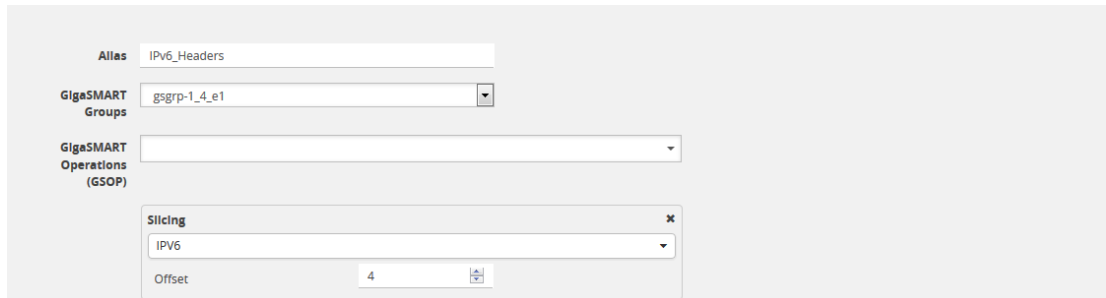 Alias IPv6_Headers
GigaSMART gsgrp-1_4_e1
Groups
GigaSMART
Operations
(GSOP)
Slicing
IPV6
Offset 4